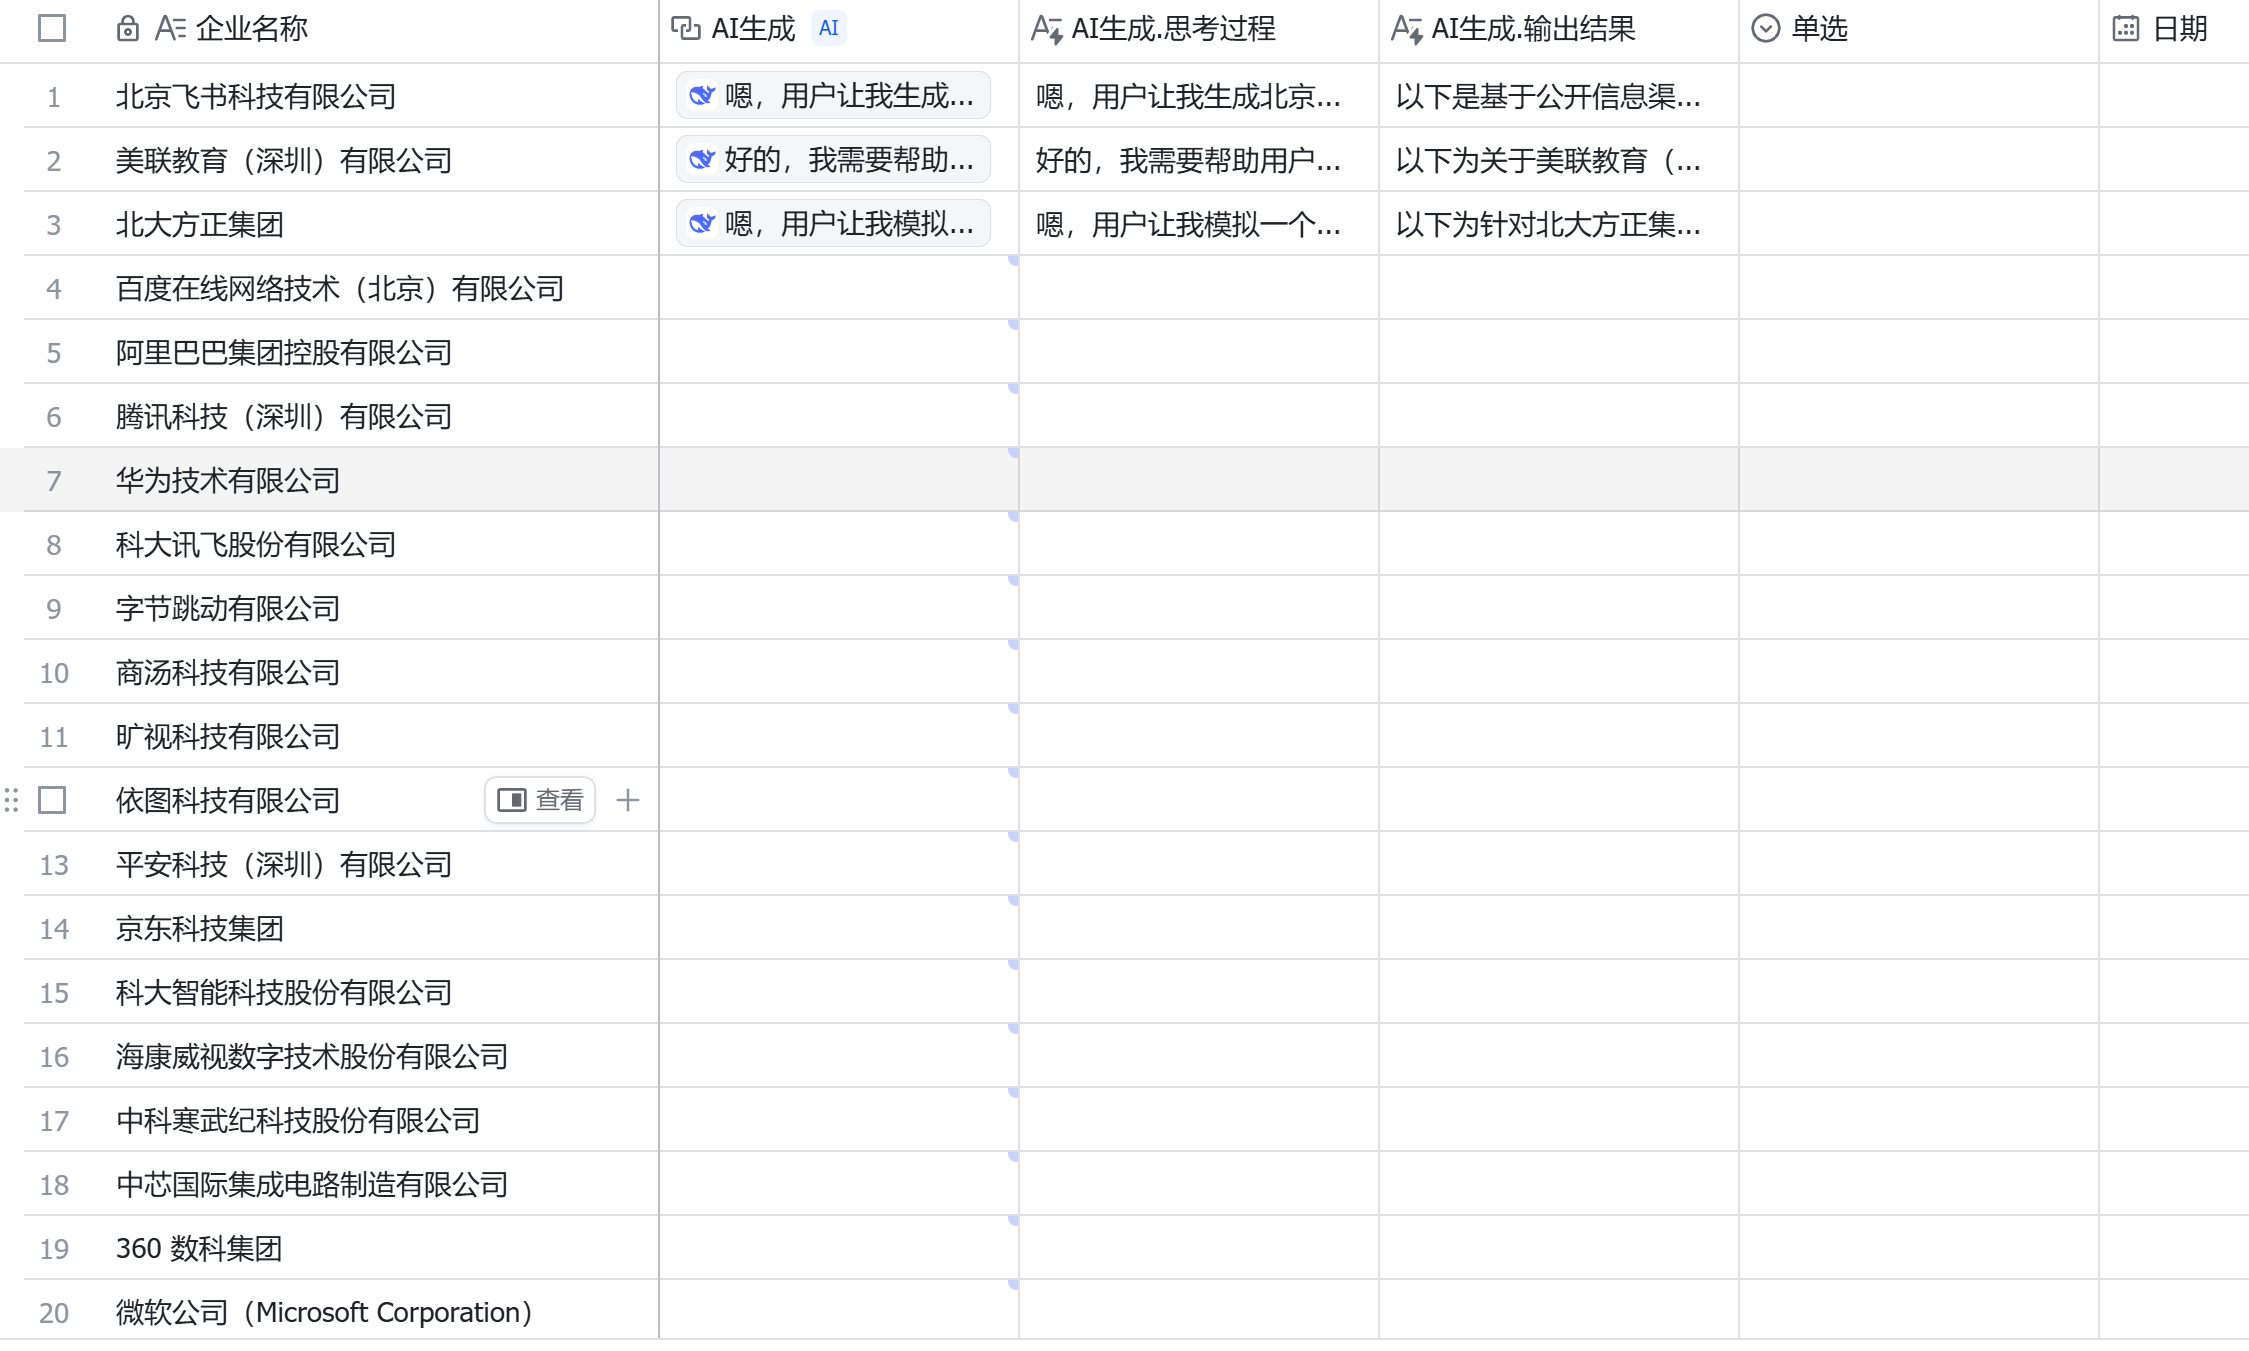 企业名称 AI生成 AI AI生成.思考过程 AI生成.输出结果 单选 日期
1 北京飞书科技有限公司 嗯，用户让我生成... 嗯，用户让我生成北京... 以下是基于公开信息渠...
2 美联教育（深圳）有限公司 好的，我需要帮助... 好的，我需要帮助用户... 以下为关于美联教育（...
3 北大方正集团 嗯，用户让我模拟... 嗯，用户让我模拟一个... 以下为针对北大方正集...
4 百度在线网络技术（北京）有限公司
5 阿里巴巴集团控股有限公司
6 腾讯科技（深圳）有限公司
7 华为技术有限公司
8 科大讯飞股份有限公司
9 字节跳动有限公司
10 商汤科技有限公司
11 旷视科技有限公司
依图科技有限公司 查看
13 平安科技（深圳）有限公司
14 京东科技集团
15 科大智能科技股份有限公司
16 海康威视数字技术股份有限公司
17 中科寒武纪科技股份有限公司
18 中芯国际集成电路制造有限公司
19 360 数科集团
20 微软公司（Microsoft Corporation）